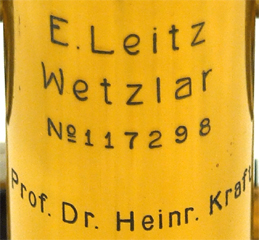 E. Leitz
Wetzlar
№117298
Prof. Dr. Heinr. Kraft